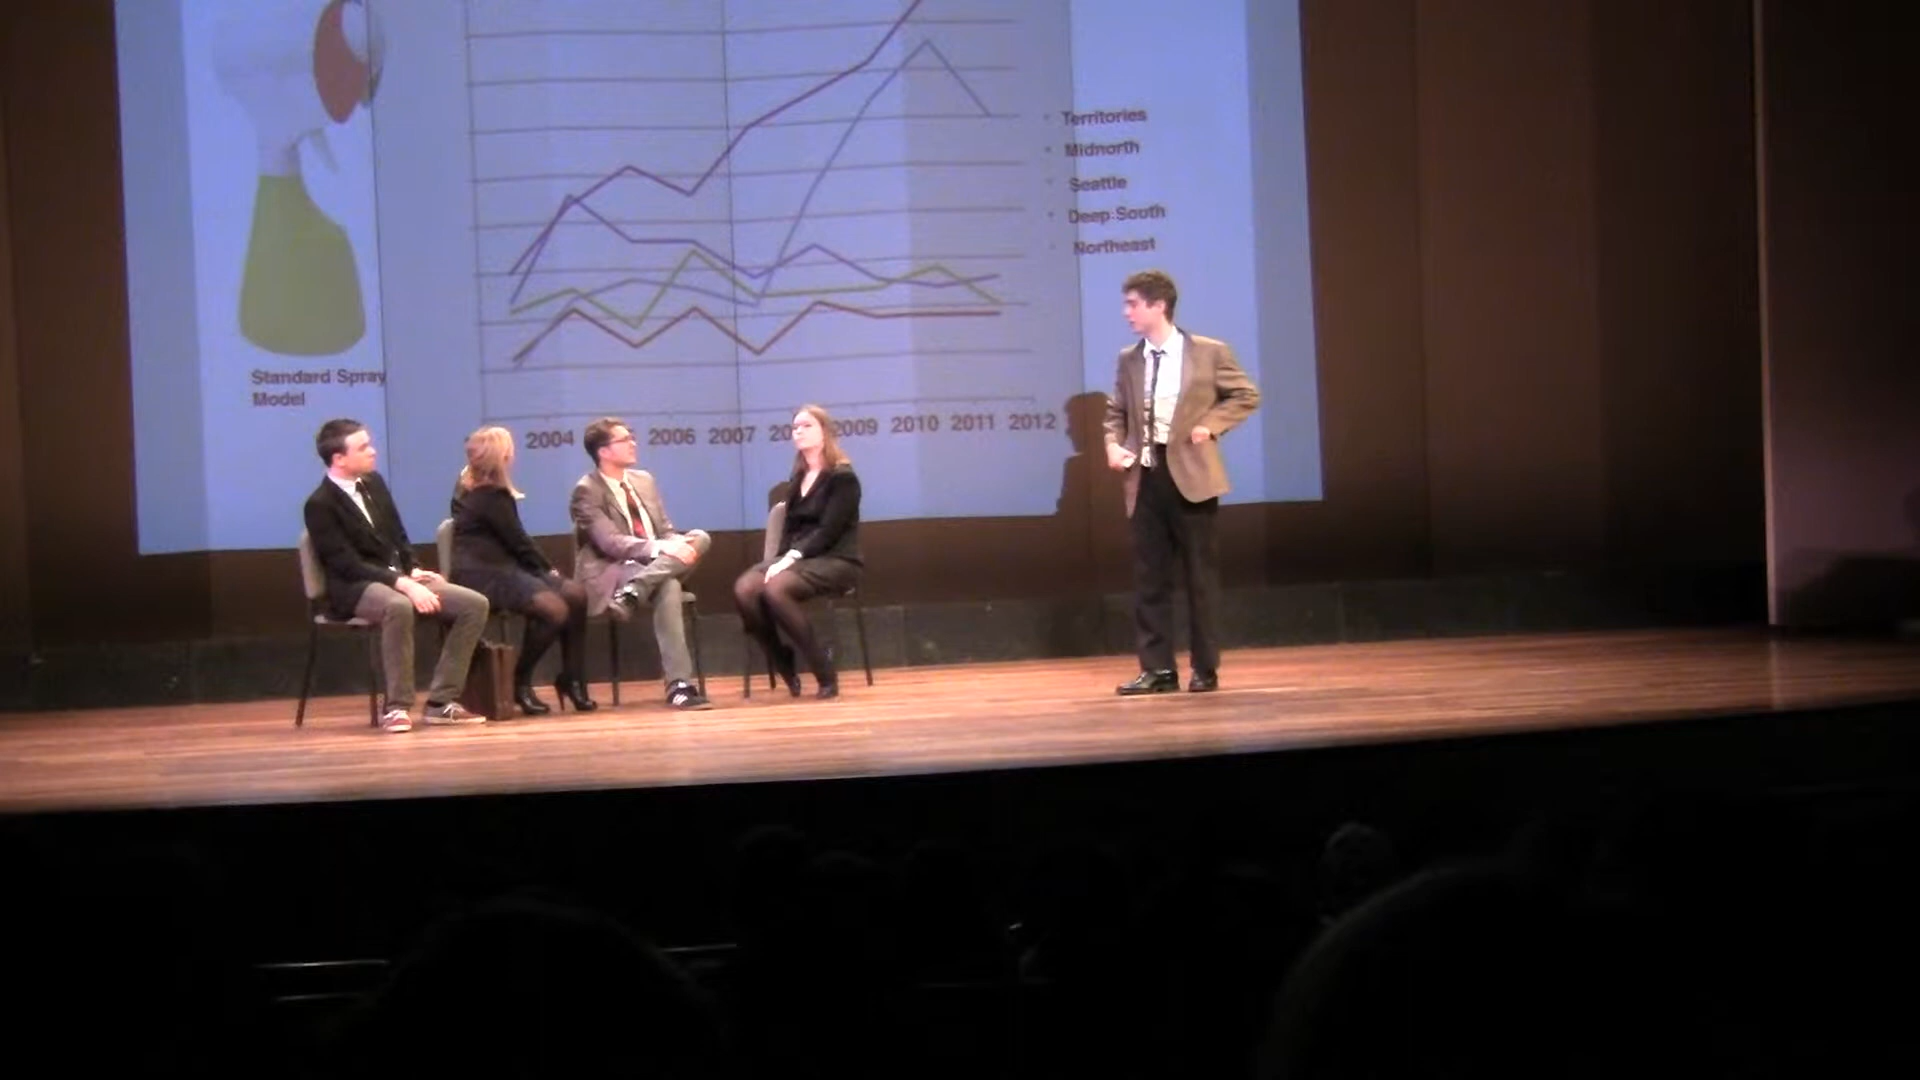 Territories
Midnorth
Seattle
Deep South
Northeast
Standard Spray
Model
2004 2006 2007 2009 2010 2011 2012